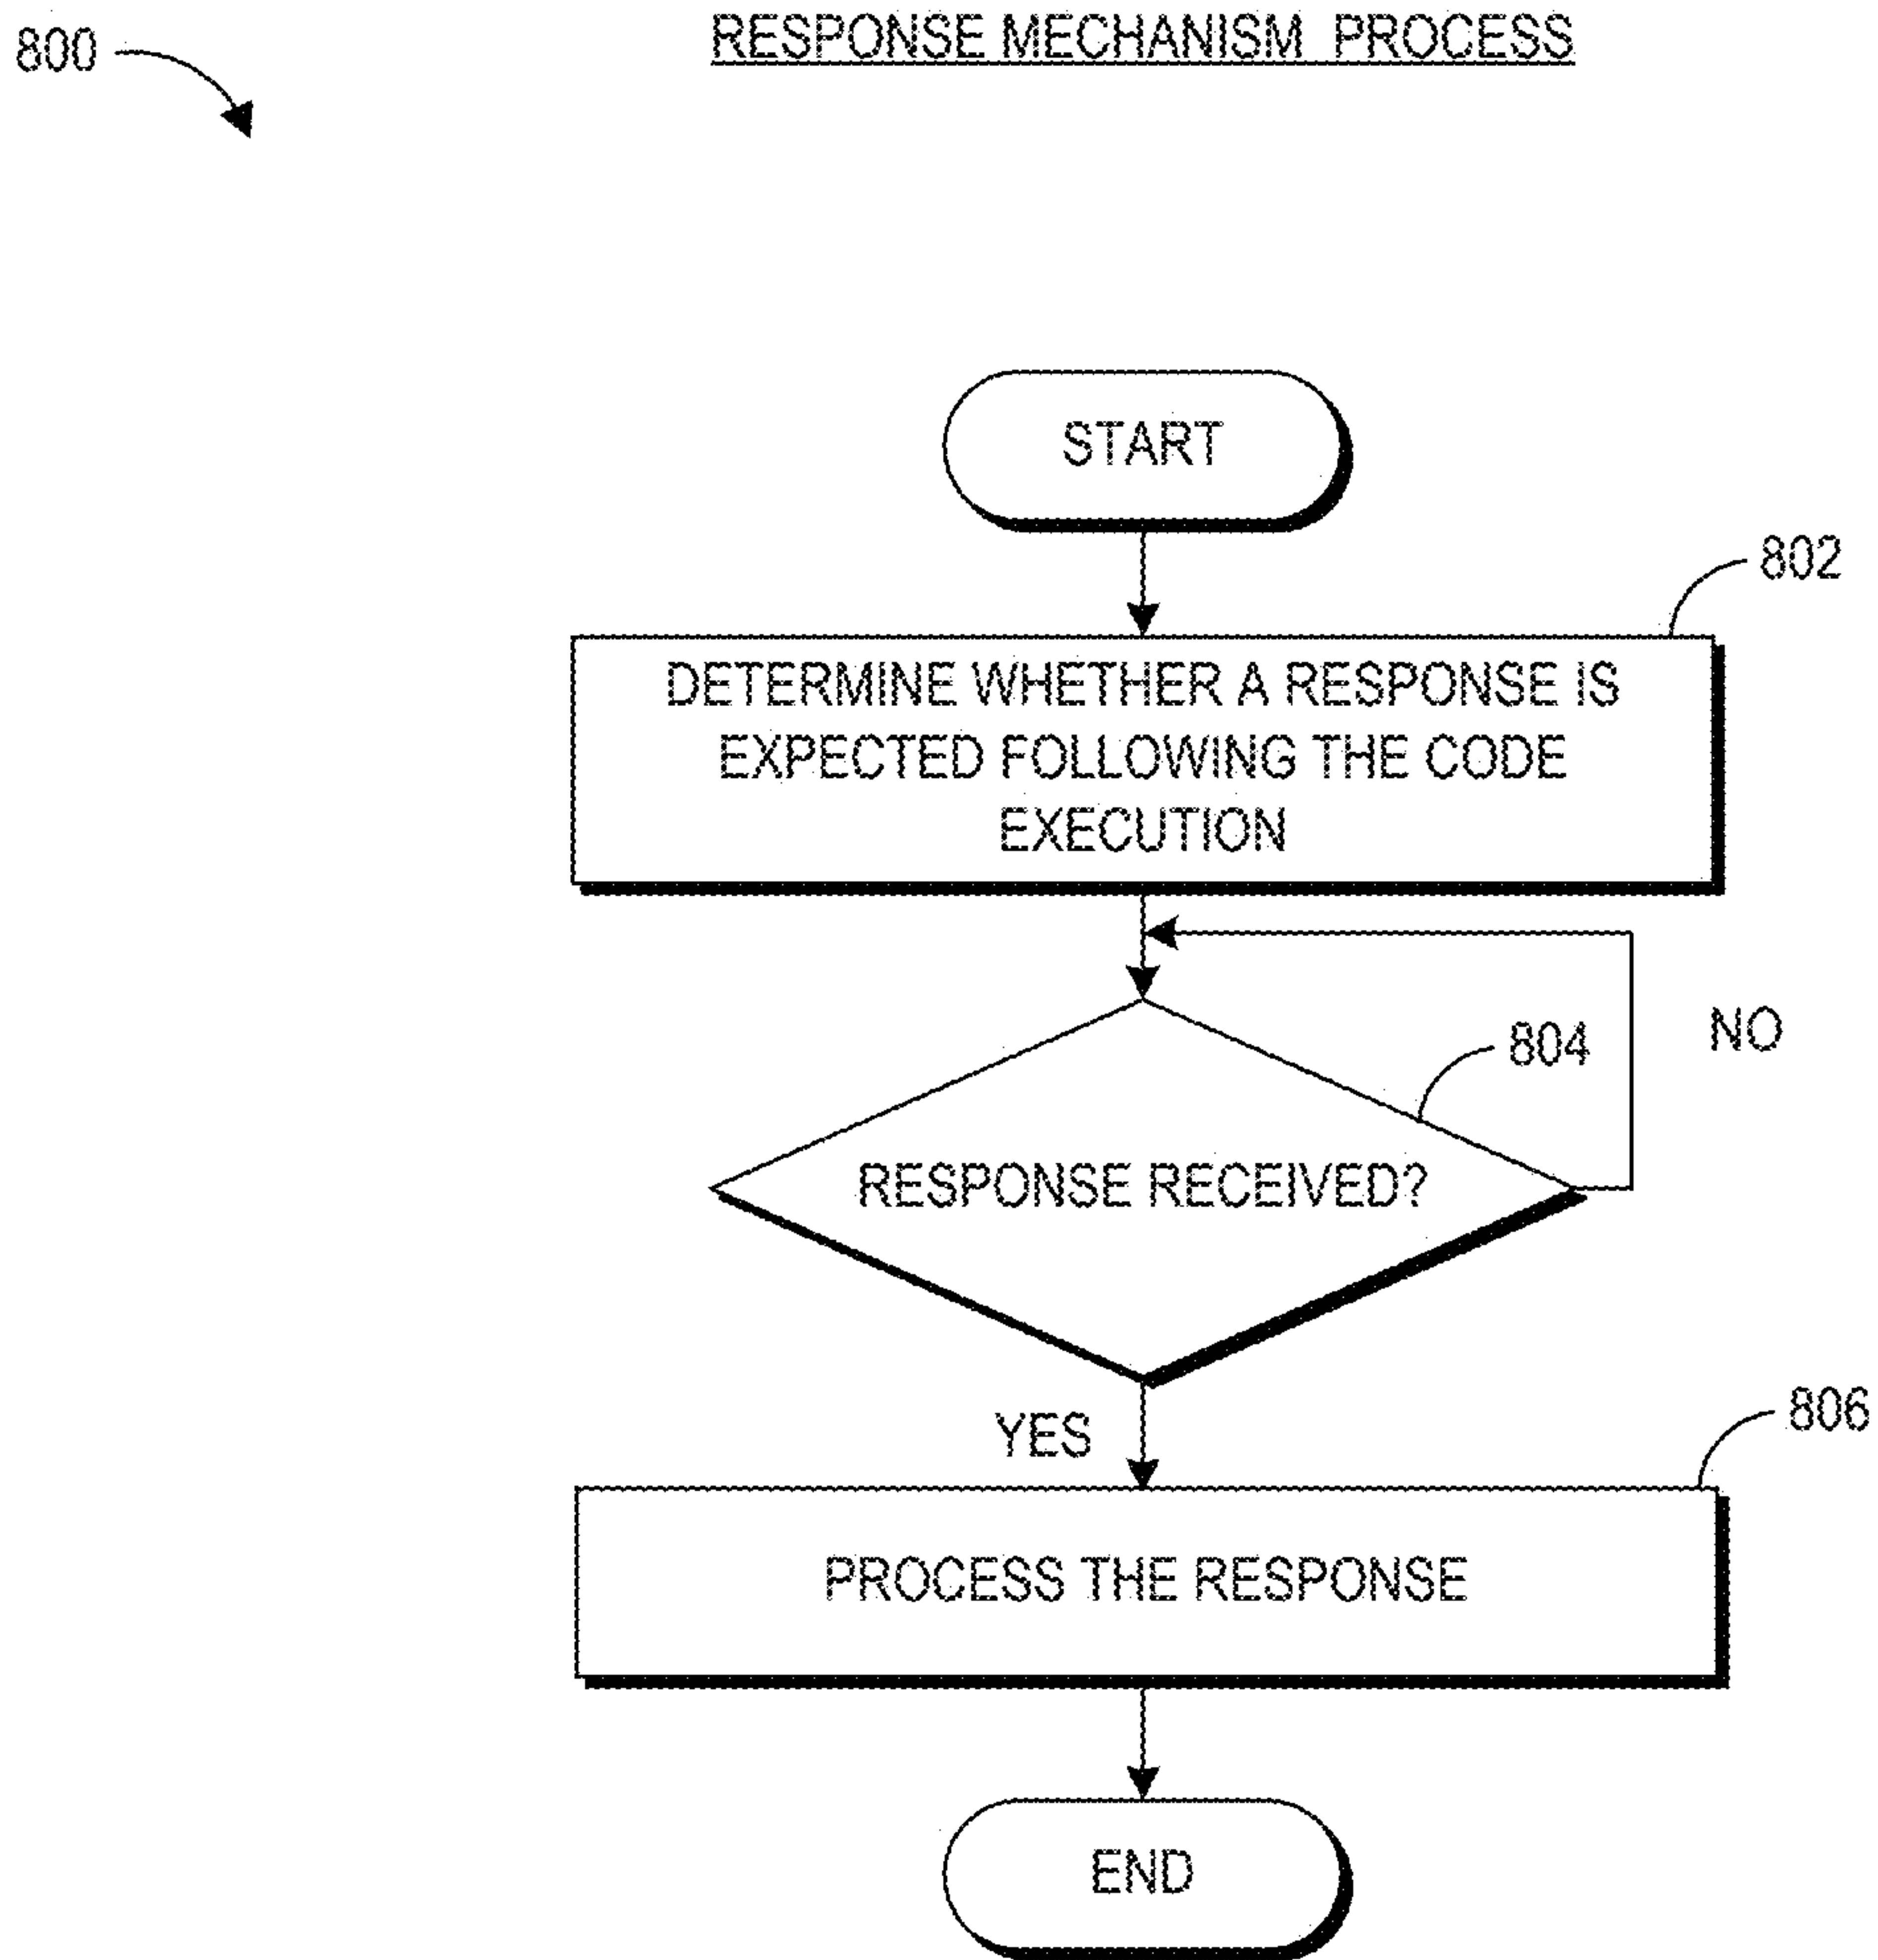 800
RESPONSE MECHANISM PROCESS
START
802
DETERMINE WHETHER A RESPONSE IS
EXPECTED FOLLOWING THE CODE
EXECUTION
NO
804
RESPONSE RECEIVED?
YES
806
PROCESS THE RESPONSE
END